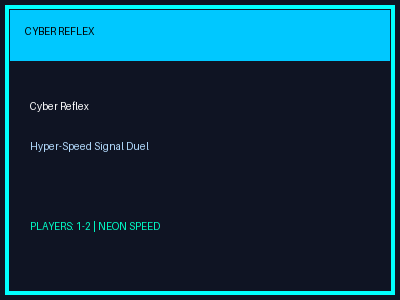 CYBER REFLEX
Cyber Reflex
Hyper-Speed Signal Duel
PLAYERS: 1-2 | NEON SPEED